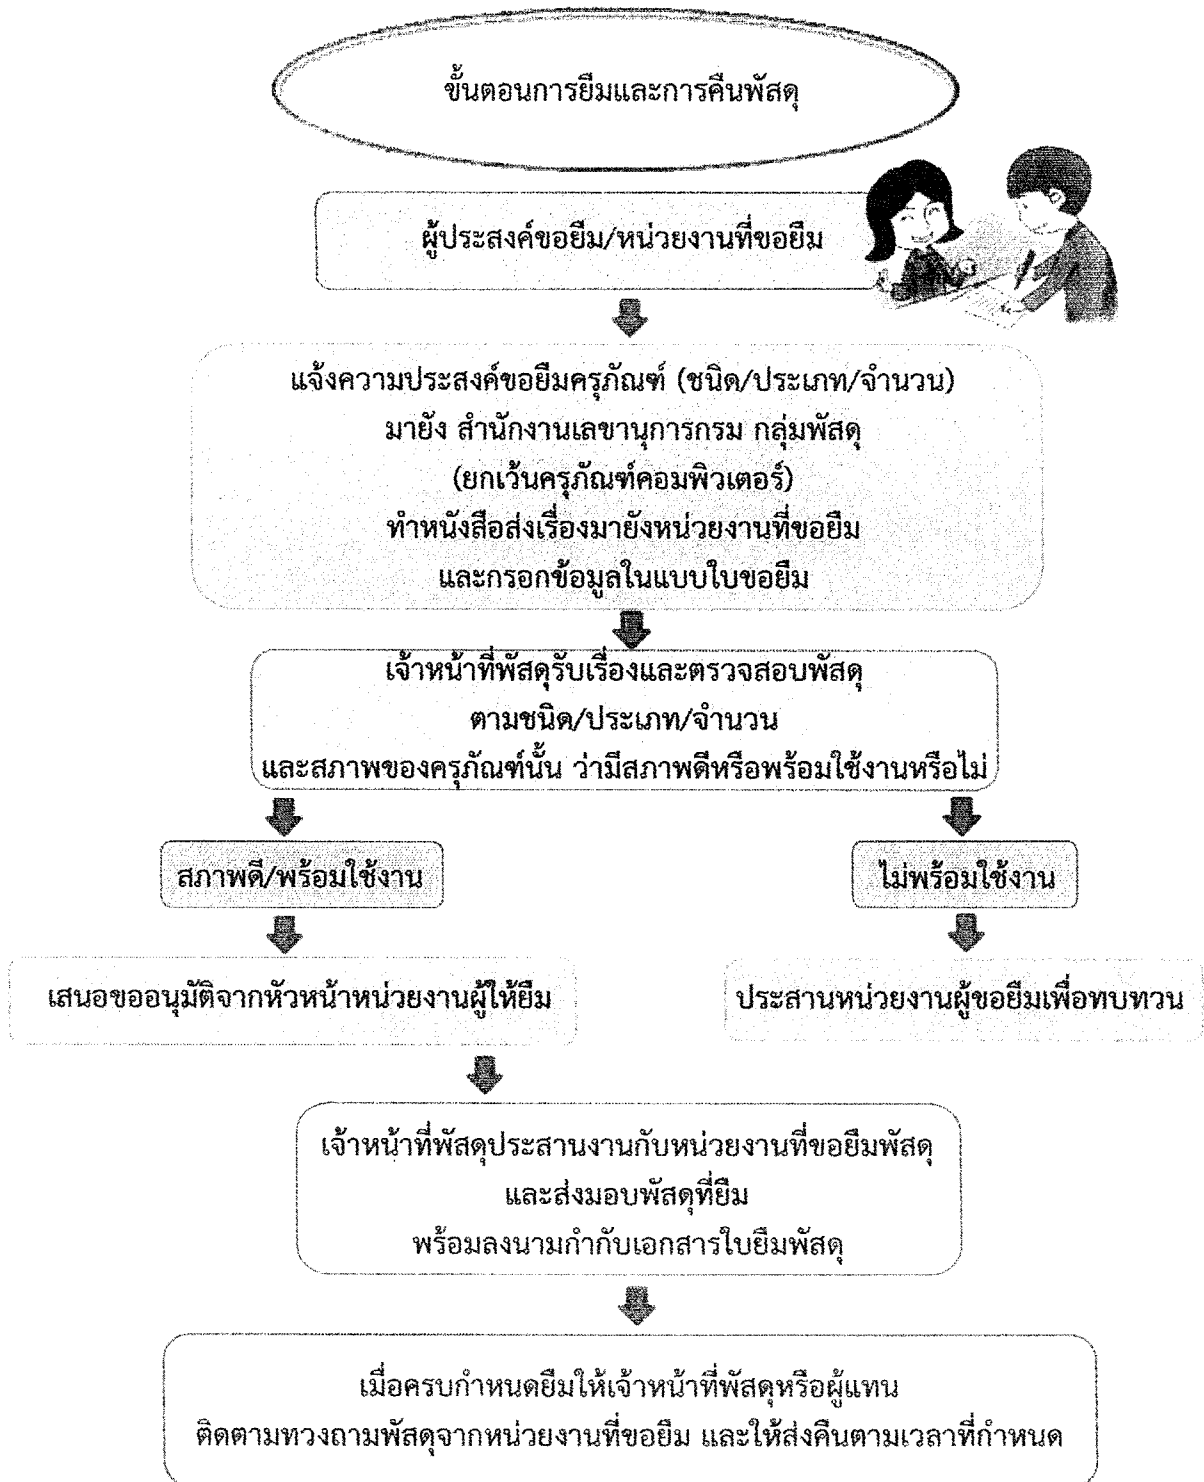 ขั้นตอนการยืมและการคืนพัสดุ
ผู้ประสงค์ขอยืม/หน่วยงานที่ขอยืม
แจ้งความประสงค์ขอยืมครุภัณฑ์ (ชนิด/ประเภท/จำนวน)
มายัง สำนักงานเลขานุการกรม กลุ่มพัสดุ
(ยกเว้นครุภัณฑ์คอมพิวเตอร์)
ทำหนังสือส่งเรื่องมายังหน่วยงานที่ขอยืม
และกรอกข้อมูลในแบบใบขอยืม
เจ้าหน้าที่พัสดุรับเรื่องและตรวจสอบพัสดุ
ตามชนิด/ประเภท/จำนวน
และสภาพของครุภัณฑ์นั้น ว่ามีสภาพดีหรือพร้อมใช้งานหรือไม่
สภาพดี/พร้อมใช้งาน
ไม่พร้อมใช้งาน
เสนอขออนุมัติจากหัวหน้าหน่วยงานผู้ให้ยืม
ประสานหน่วยงานผู้ขอยืมเพื่อทบทวน
เจ้าหน้าที่พัสดุประสานงานกับหน่วยงานที่ขอยืมพัสดุ
และส่งมอบพัสดุที่ยืม
พร้อมลงนามกำกับเอกสารใบยืมพัสดุ
เมื่อครบกำหนดยืมให้เจ้าหน้าที่พัสดุหรือผู้แทน
ติดตามทวงถามพัสดุจากหน่วยงานที่ขอยืม และให้ส่งคืนตามเวลาที่กำหนด